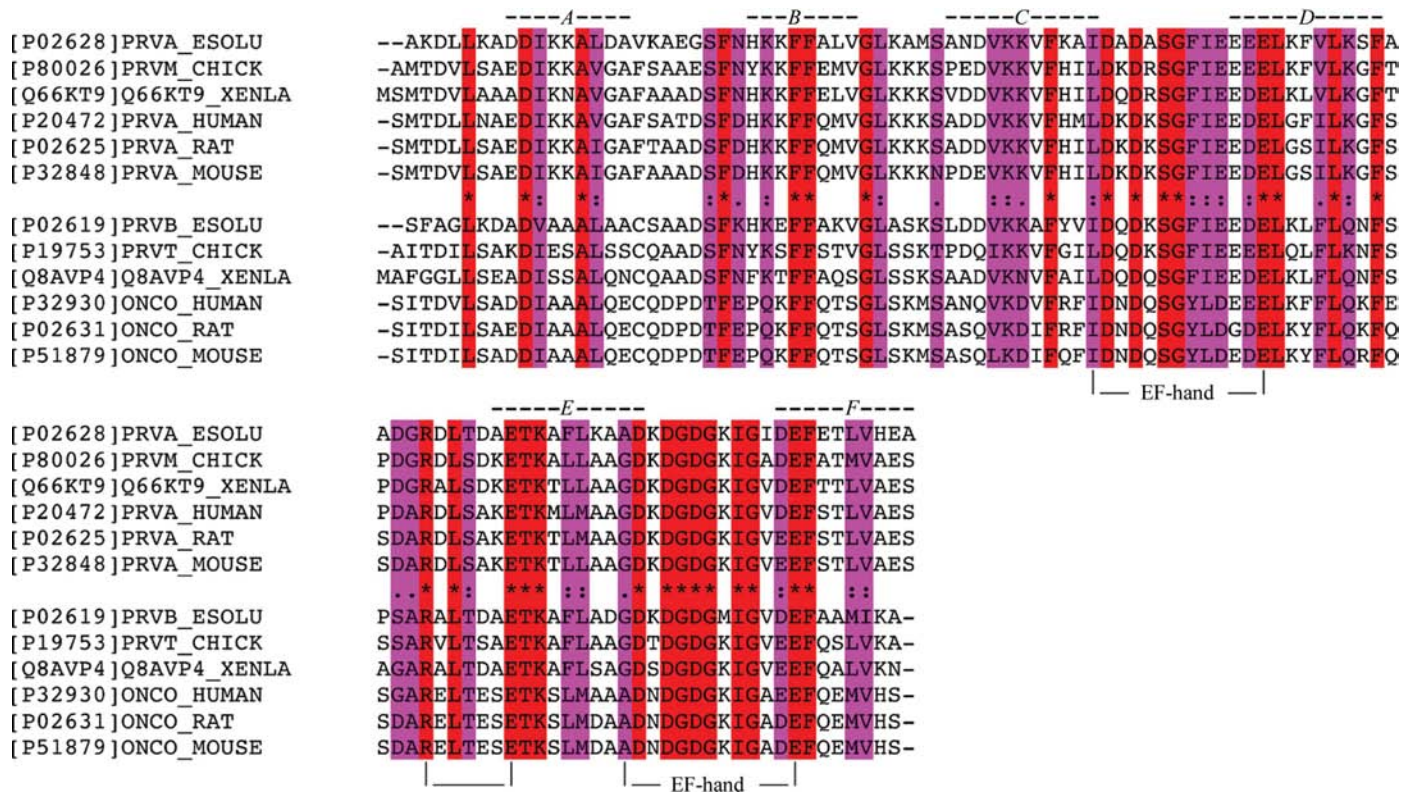 -----A----- -----B---- ------C------ ------D------
[P02628]PRVA_ESOLU --AKDLLKADDIKKALDAVKAEGSFNHKKFFALVGLKAMSANDVKKVFKAIDADASGFIEEEELKFVLKSFA
[P80026]PRVM_CHICK -AMTDVLSAEDIKKAVGAFSAAESFNYKKFFEMVGLKKKSPEDVKKVFHILDKDRSGFIEEEELKFVLKGFT
[Q66KT9]Q66KT9_XENLA MSMTDVLAAADIKNAVGAFAAADSFNYKKFFELVGLKKKSVDDVKKVFHILDQDRSGFIEEDELKLVLKGFT
[P20472]PRVA_HUMAN -SMTDLLNAEDIKKAVGAFSATDSFDHKKFFQMVGLKKKSADDVKKVFHMLDKDKSGFIEEDELGFILKGFS
[P02625]PRVA_RAT -SMTDLLSAEDIKKAIGAFTAADSFDHKKFFQMVGLKKKSADDVKKVFHILDKDKSGFIEEDELGSILKGFS
[P32848]PRVA_MOUSE -SMTDVLSAEDIKKAIGAFAAADSFDHKKFFQMVGLKKKNPDEVKKVFHILDKDKSGFIEEDELGSILKGFS
* *: *: :*. : ** *: . ::. * :* * **::: :** .*: *
[P02619]PRVB_ESOLU --SFAGLKDADVAAALAACSAADSFKHKEFFAKVGLASKSLDDVKKAFYVIDQDKSGFIEEDELKLFLQNFS
[P19753]PRVT_CHICK -AITDILSAKDIESALSSCQAADSFNYKSFFSTVGLSSKTPDQIKKVFGILDQDKSGFIEEEELQLFLKNFS
[Q8AVP4]Q8AVP4_XENLA MAFGGLLSEADISSALQNCQAADSFNFKTFFAQSGLSSKSAADVKNVFAILDQDQSGFIEEDELKLFLQNFS
[P32930]ONCO_HUMAN -SITDVLSADDIAAALQECQDPDTFEPQKFFQTSGLSKMSANQVKDVFRFIDNDQSGYLDEEELKFFLQKFE
[P02631]ONCO_RAT -SITDILSAEDIAAALQECQDPDTFEPQKFFQTSGLSKMSASQVKDIFRFIDNDQSGYLDGDELKYFLQKFQ
[P51879]ONCO_MOUSE -SITDILSADDIAAALQECQDPDTFEPQKFFQTSGLSKMSASQLKDIFQFIDNDQSGYLDEDELKYFLQRFQ
EF-hand
------E------ -----F----
[P02628]PRVA_ESOLU ADGRDLTDAETKAFLKAADKDGDGKIGIDEFETLVHEA
[P80026]PRVM_CHICK PDGRDLSDKETKALLAAGDKDGDGKIGADEFATMVAES
[Q66KT9]Q66KT9_XENLA PDGRALSDKETKTLLAAGDKDGDGKIGVDEFTTLVAES
[P20472]PRVA_HUMAN PDARDLSAKETKMLMAAGDKDGDGKIGVDEFSTLVAES
[P02625]PRVA_RAT SDARDLSAKETKTLMAAGDKDGDGKIGVEEFSTLVAES
[P32848]PRVA_MOUSE SDARDLSAKETKTLLAAGDKDGDGKIGVEEFSTLVAES
..* *: *** :: .* **** ** :** ::
[P02619]PRVB_ESOLU PSARALTDAETKAFLADGDKDGDGMIGVDEFAAMIKA-
[P19753]PRVT_CHICK SSARVLTSAETKAFLAAGDTDGDGKIGVEEFQSLVKA-
[Q8AVP4]Q8AVP4_XENLA AGARALTDAETKAFLSAGDSDGDGKIGVEEFQALVKN-
[P32930]ONCO_HUMAN SGARELTESETKSLMAAADNDGDGKIGAEEFQEMVHS-
[P02631]ONCO_RAT SDARELTESETKSLMDAADNDGDGKIGADEFQEMVHS-
[P51879]ONCO_MOUSE SDARELTESETKSLMDAADNDGDGKIGADEFQEMVHS-
EF-hand